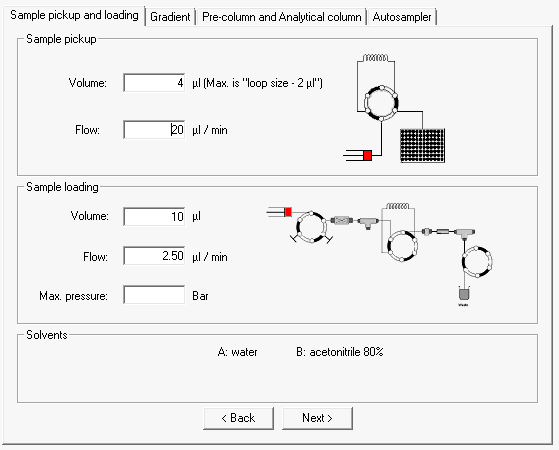 Sample pickup and loading Gradient Pre-column and Analytical column Autosampler
Sample pickup
Volume: 4 µl (Max. is "loop size - 2 µl")
Flow: 20 µl / min
Sample loading
Volume: 10 µl
Flow: 2.50 µl / min
Max. pressure: Bar
Waste
Solvents
A: water B: acetonitrile 80%
< Back Next >